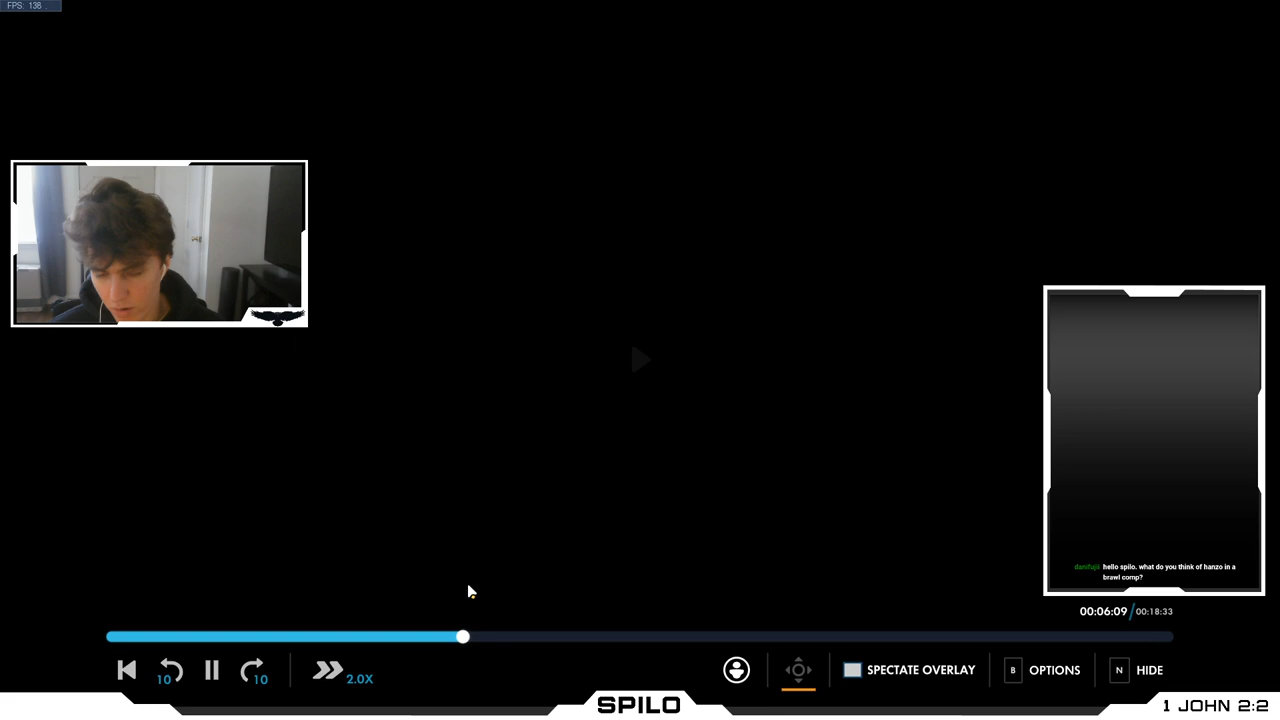 FPS: 138
danifujii hello spilo. what do you think of hanzo in a
brawl comp?
00:06:09 / 00:18:33
10
10
2.0X
SPECTATE OVERLAY
B OPTIONS
N HIDE
SPILO
1 JOHN 2:2